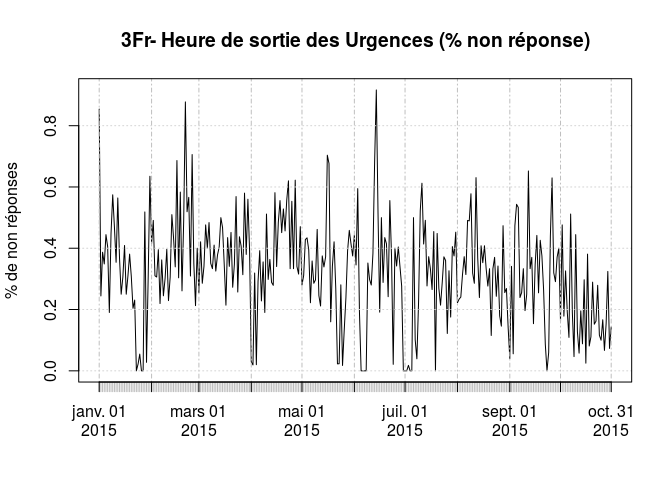 3Fr- Heure de sortie des Urgences (% non réponse)
% de non réponses
0.8
0.6
0.4
0.2
0.0
janv. 01 mars 01 mai 01 juil. 01 sept. 01 oct. 31
2015 2015 2015 2015 2015 2015